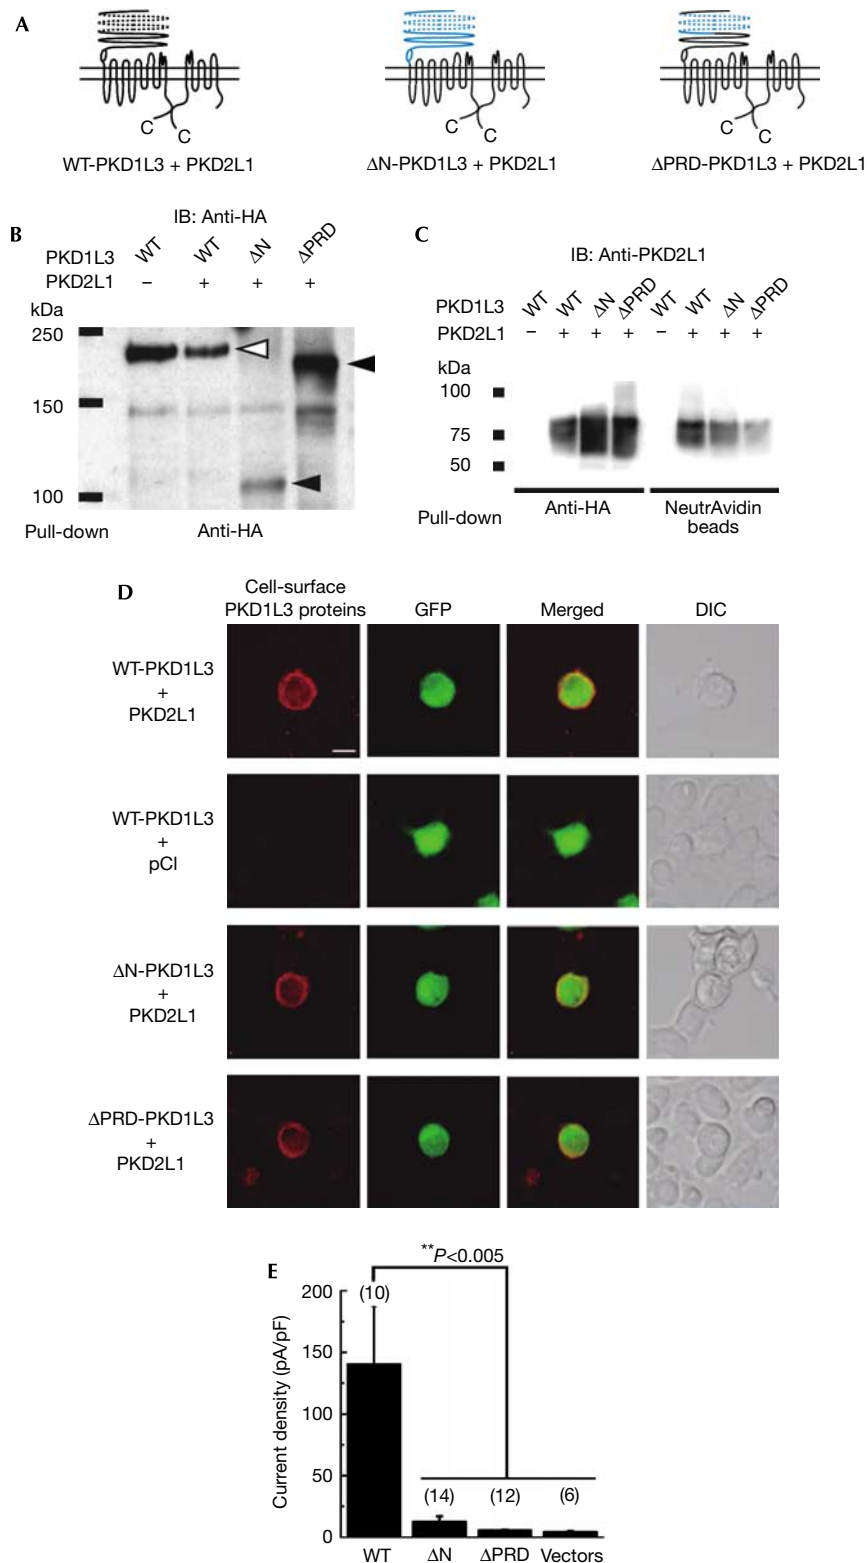 A
C
C
C
C
C
C
WT-PKD1L3 + PKD2L1
ΔN-PKD1L3 + PKD2L1
ΔPRD-PKD1L3 + PKD2L1
B
IB: Anti-HA
PKD1L3 WT WT ΔN ΔPRD
PKD2L1 – + + +
kDa
250
150
100
Pull-down Anti-HA
C
IB: Anti-PKD2L1
PKD1L3 WT WT ΔN ΔPRD WT WT ΔN ΔPRD
PKD2L1 – + + + – + + +
kDa
100
75
50
Pull-down Anti-HA NeutrAvidin
beads
D
Cell-surface
PKD1L3 proteins GFP Merged DIC
WT-PKD1L3
+
PKD2L1
WT-PKD1L3
+
pCI
ΔN-PKD1L3
+
PKD2L1
ΔPRD-PKD1L3
+
PKD2L1
E
**P<0.005
Current density (pA/pF)
200
150
100
50
0
(10)
(14) (12) (6)
WT ΔN ΔPRD Vectors